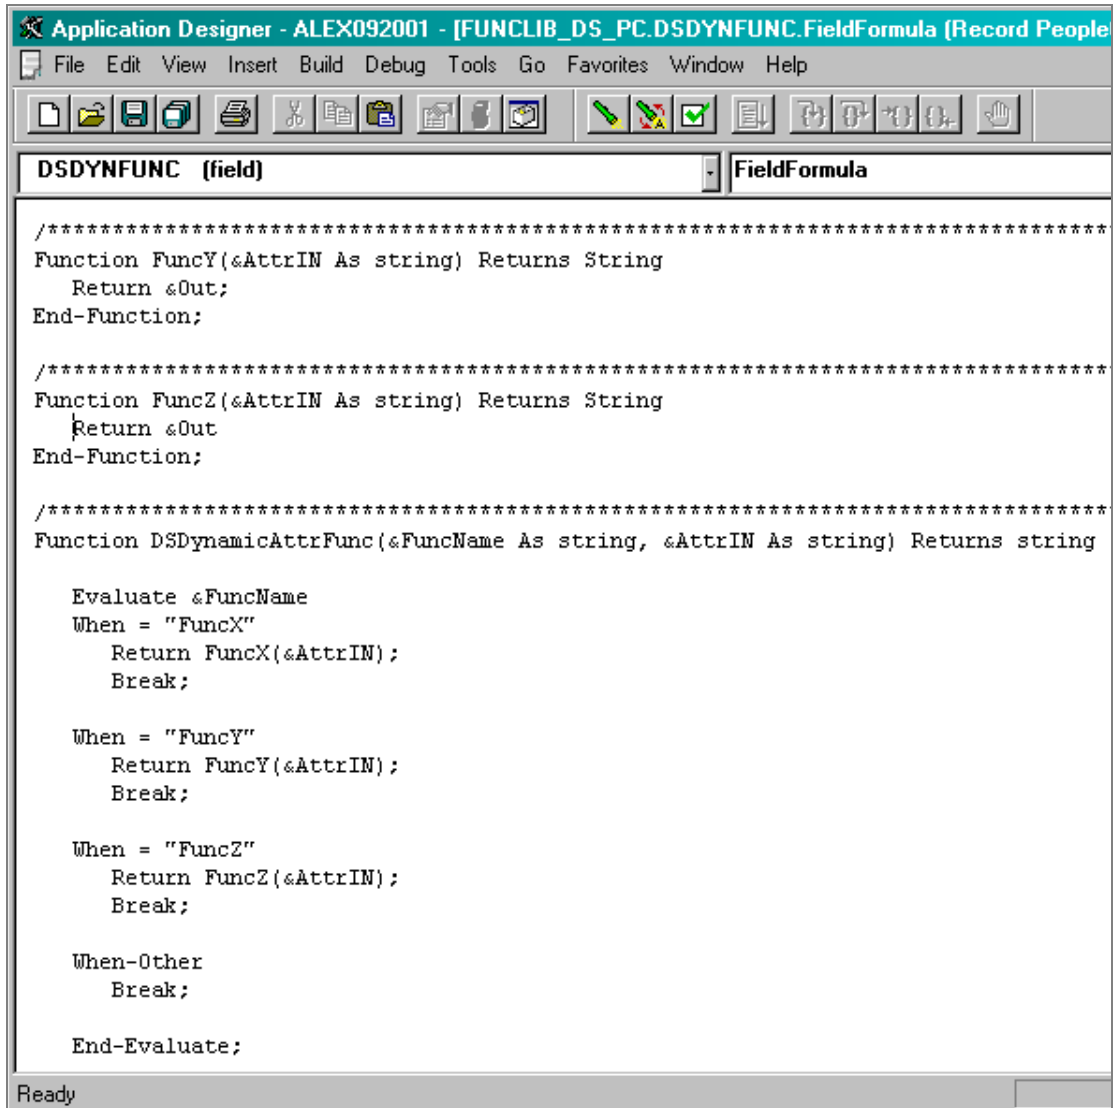 Application Designer - ALEX092001 - [FUNCLIB_DS_PC.DSDYNFUNC.FieldFormula (Record People
File Edit View Insert Build Debug Tools Go Favorites Window Help
DSDYNFUNC (field) FieldFormula
/**********************************************************************************
Function FuncY(&AttrIN As string) Returns String
Return &Out;
End-Function;
/**********************************************************************************
Function FuncZ(&AttrIN As string) Returns String
Return &Out
End-Function;
/**********************************************************************************
Function DSDynamicAttrFunc(&FuncName As string, &AttrIN As string) Returns string
Evaluate &FuncName
When = "FuncX"
Return FuncX(&AttrIN);
Break;
When = "FuncY"
Return FuncY(&AttrIN);
Break;
When = "FuncZ"
Return FuncZ(&AttrIN);
Break;
When-Other
Break;
End-Evaluate;
Ready